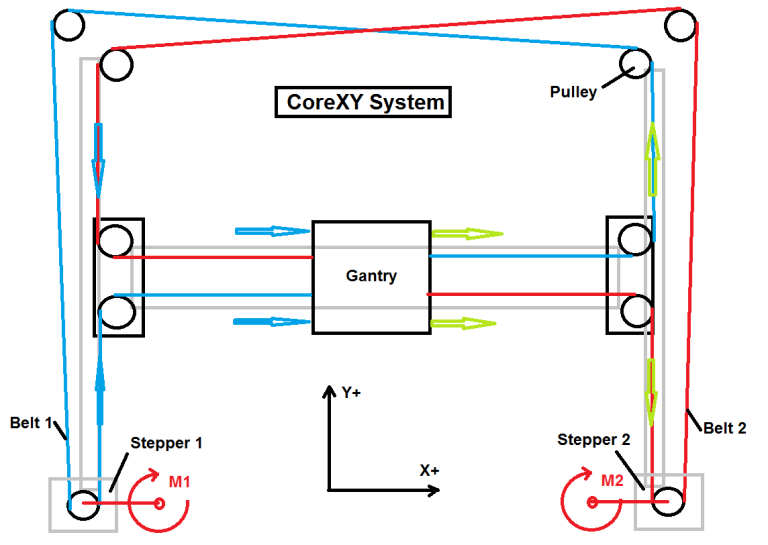 Pulley
CoreXY System
Gantry
Y+
Belt 1
Stepper 1
X+
Stepper 2
Belt 2
M1
M2